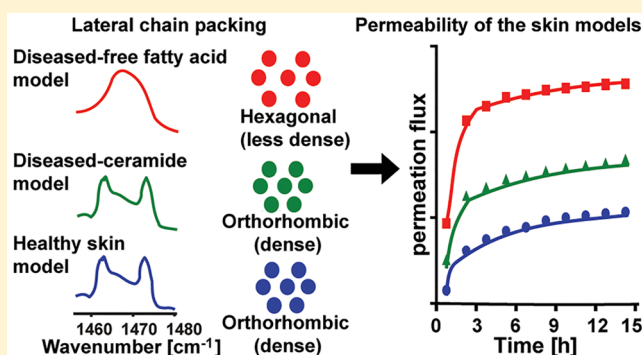 Lateral chain packing
Permeability of the skin models
Diseased-free fatty acid
model
Hexagonal
(less dense)
Diseased-ceramide
model
Orthorhombic
(dense)
Healthy skin
model
Orthorhombic
(dense)
1460 1470 1480
Wavenumber [cm⁻¹]
permeation flux
0 3 6 9 12 15
Time [h]